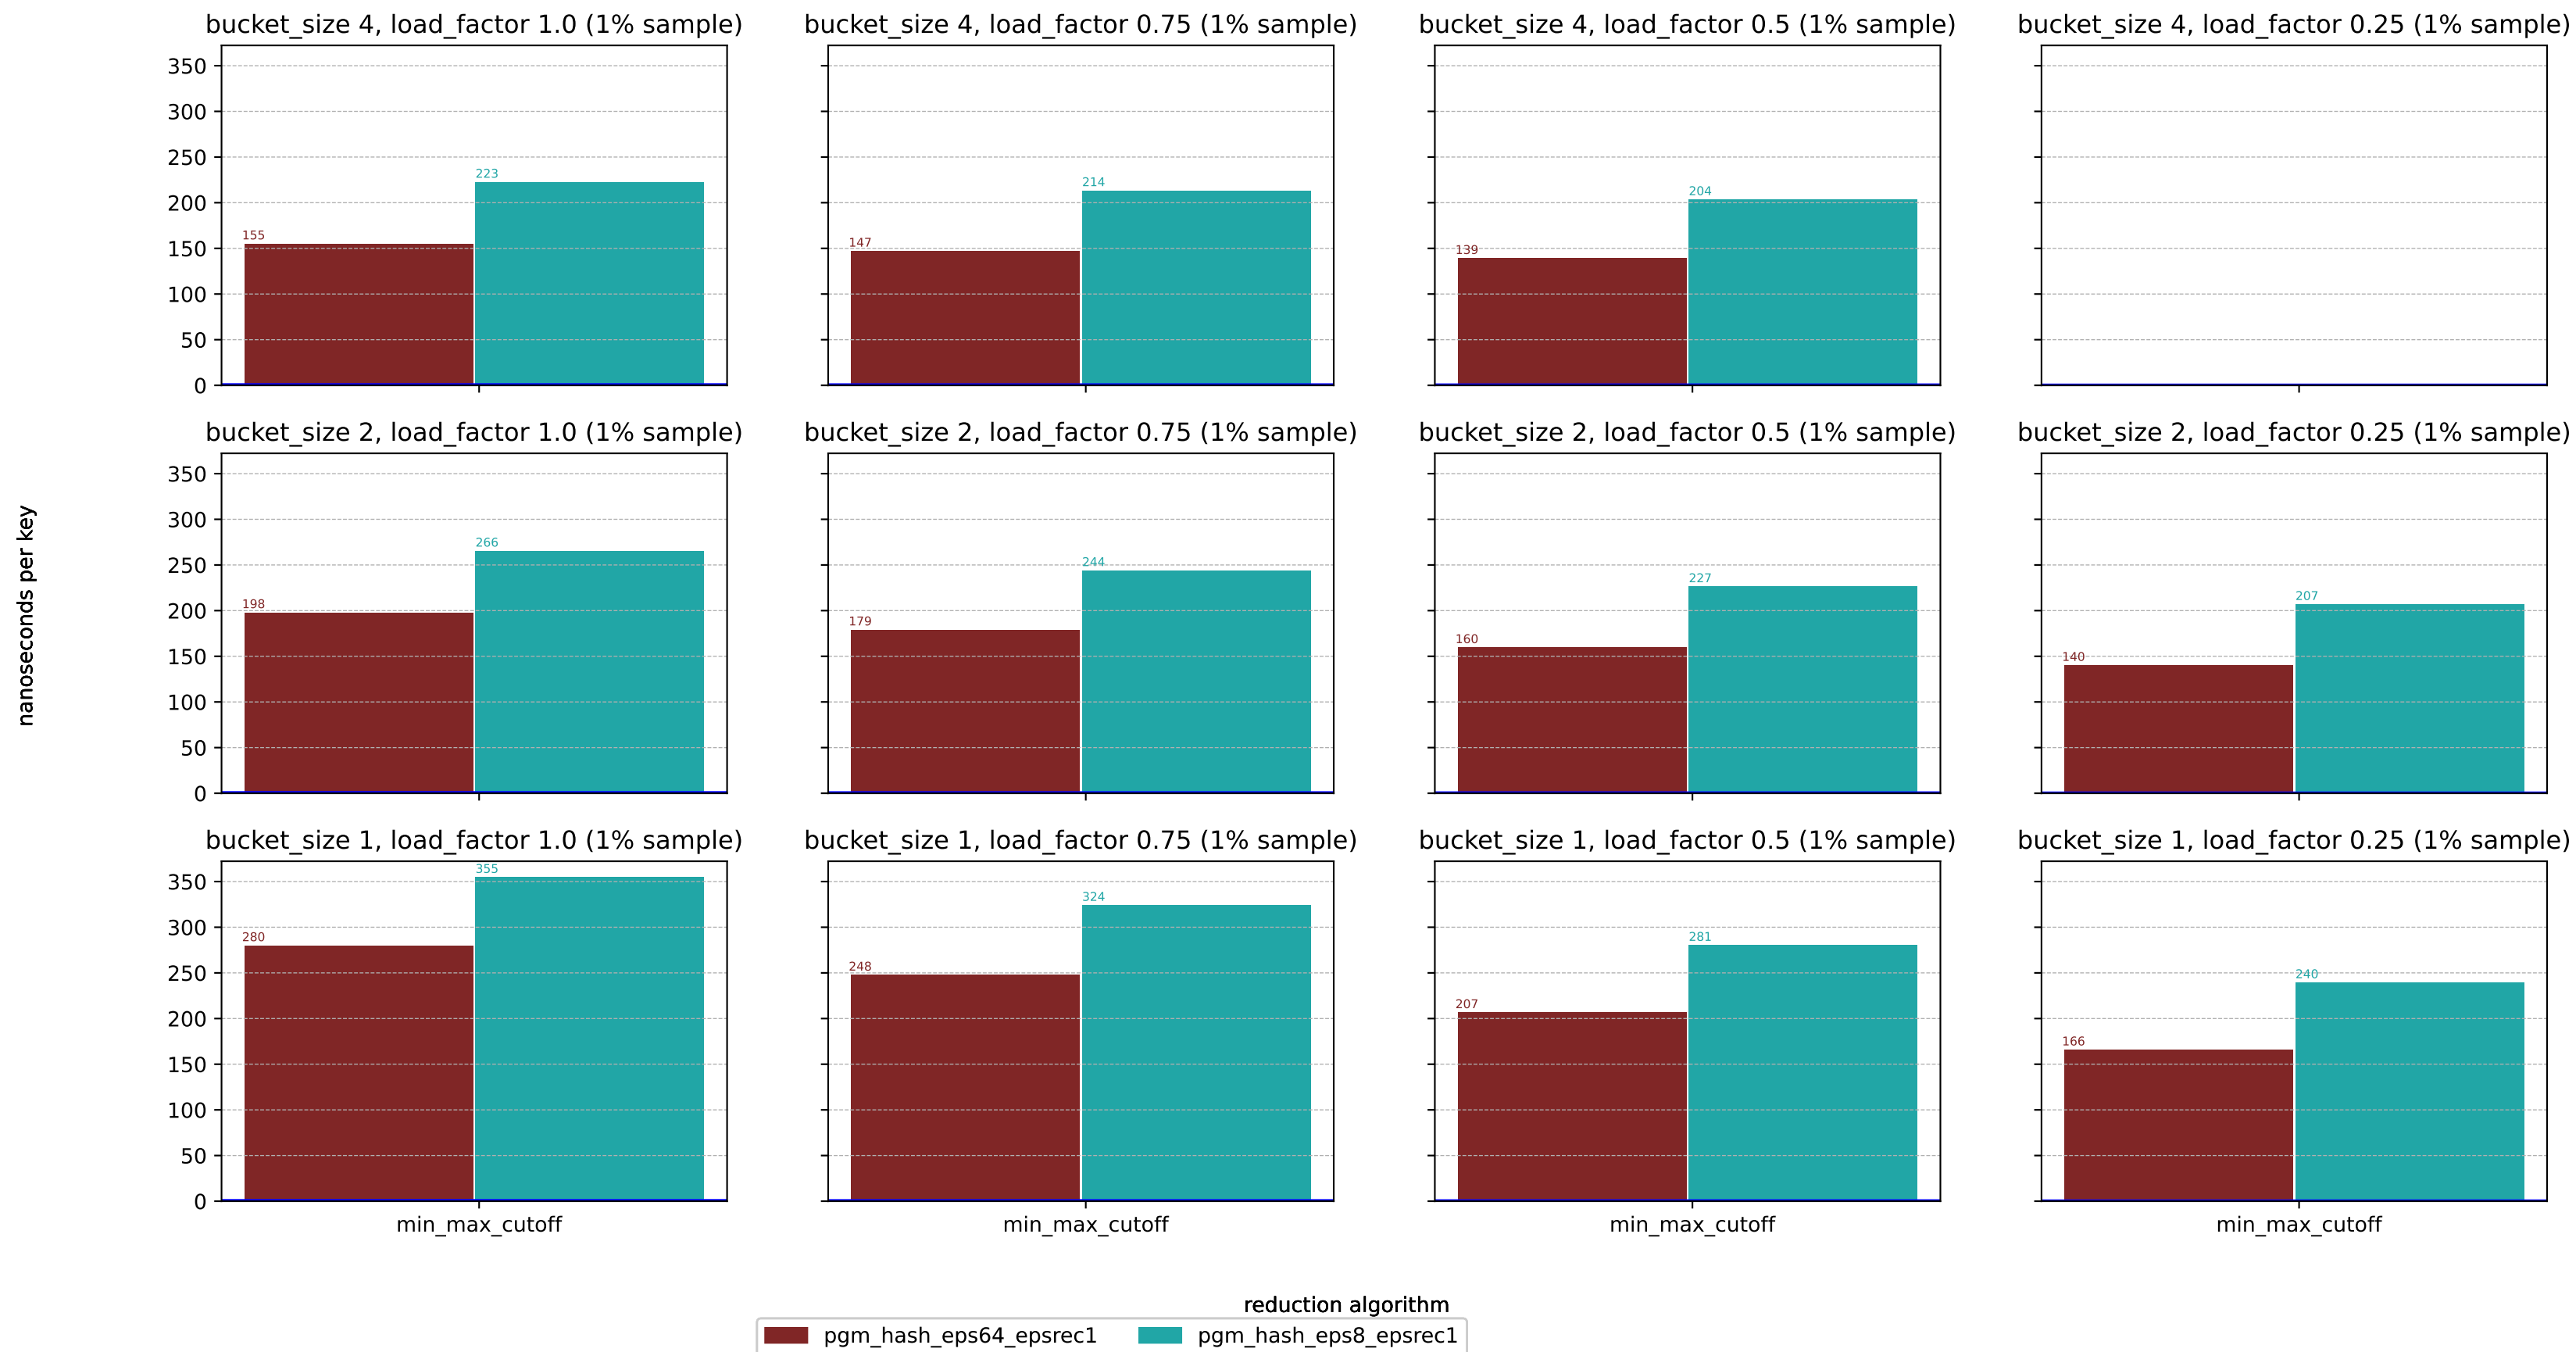 bucket_size 4, load_factor 1.0 (1% sample)
bucket_size 4, load_factor 0.75 (1% sample)
bucket_size 4, load_factor 0.5 (1% sample)
bucket_size 4, load_factor 0.25 (1% sample)
350
300
250
200
150
100
50
0
155
223
147
214
139
204
bucket_size 2, load_factor 1.0 (1% sample)
bucket_size 2, load_factor 0.75 (1% sample)
bucket_size 2, load_factor 0.5 (1% sample)
bucket_size 2, load_factor 0.25 (1% sample)
nanoseconds per key
350
300
250
200
150
100
50
0
198
266
179
244
160
227
140
207
bucket_size 1, load_factor 1.0 (1% sample)
bucket_size 1, load_factor 0.75 (1% sample)
bucket_size 1, load_factor 0.5 (1% sample)
bucket_size 1, load_factor 0.25 (1% sample)
350
300
250
200
150
100
50
0
280
355
248
324
207
281
166
240
min_max_cutoff
min_max_cutoff
min_max_cutoff
min_max_cutoff
reduction algorithm
pgm_hash_eps64_epsrec1
pgm_hash_eps8_epsrec1